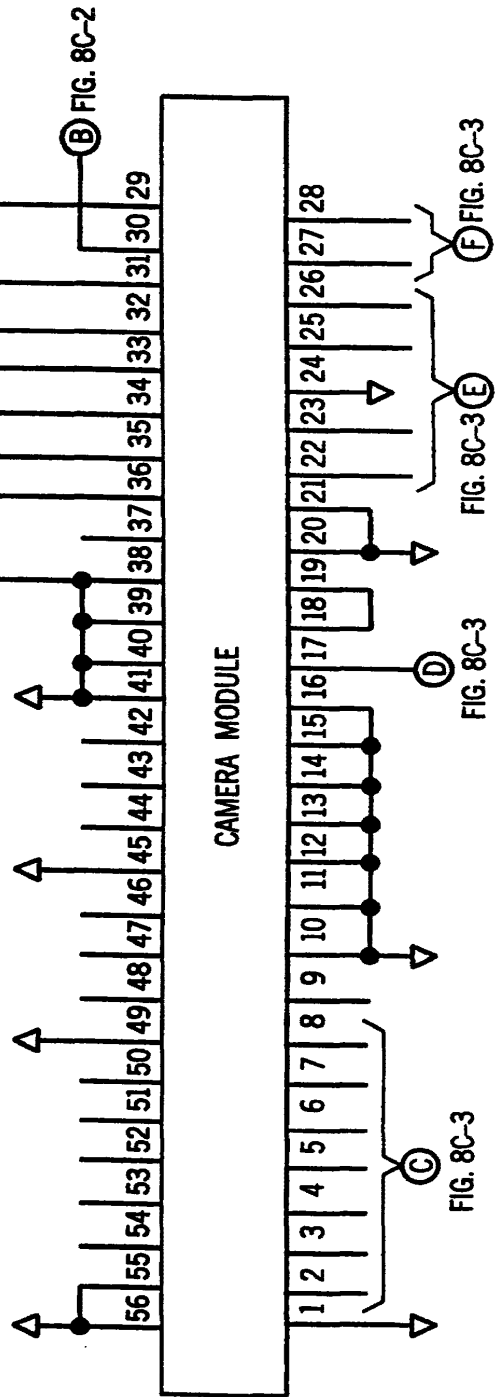 B FIG. 8C-2
56 55 54 53 52 51 50 49 48 47 46 45 44 43 42 41 40 39 38 37 36 35 34 33 32 31 30 29
CAMERA MODULE
1 2 3 4 5 6 7 8 9 10 11 12 13 14 15 16 17 18 19 20 21 22 23 24 25 26 27 28
C
FIG. 8C-3
D
FIG. 8C-3
FIG. 8C-3 E
F FIG. 8C-3